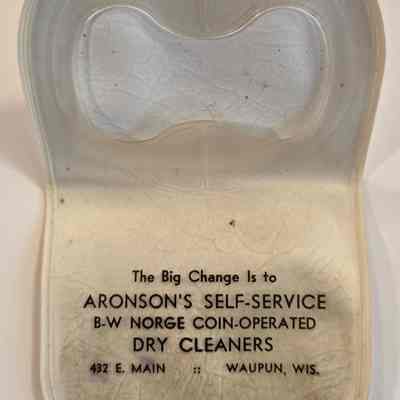 The Big Change Is to
ARONSON'S SELF-SERVICE
B-W NORGE COIN-OPERATED
DRY CLEANERS
432 E. MAIN :: WAUPUN, WIS.